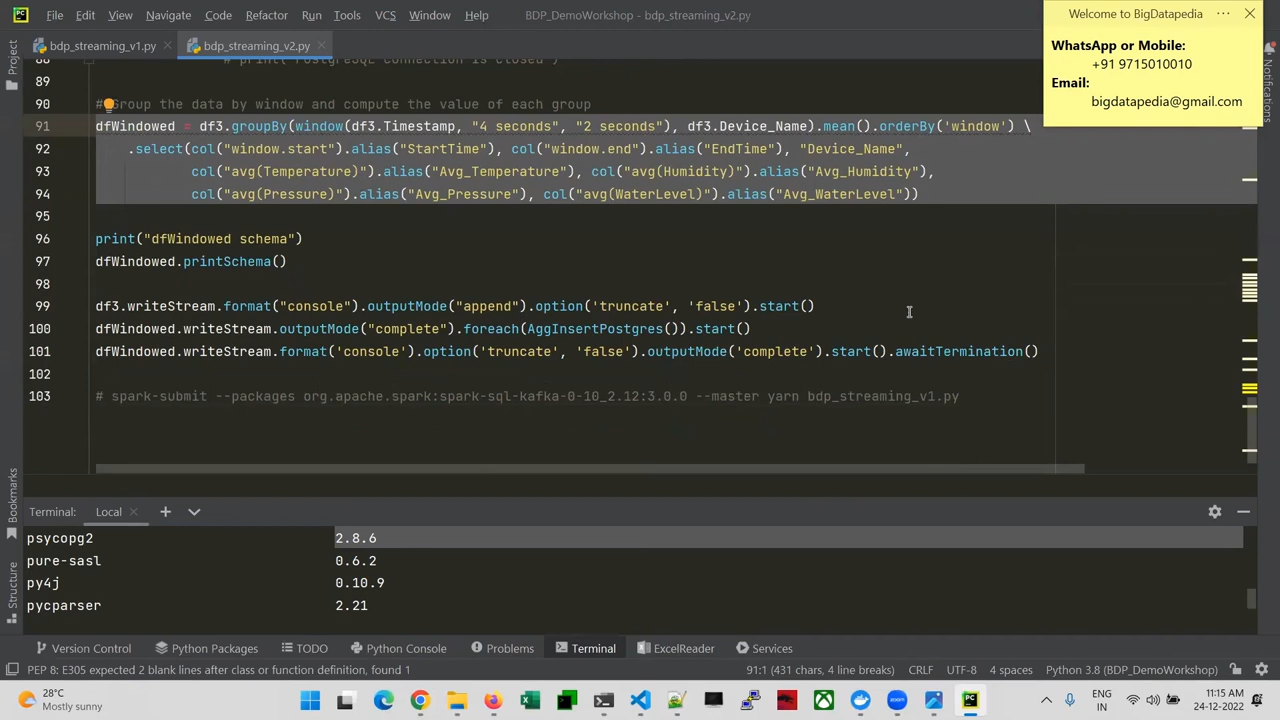 File Edit View Navigate Code Refactor Run Tools VCS Window Help BDP_DemoWorkshop - bdp_streaming_v2.py
Welcome to BigDatapedia
WhatsApp or Mobile:
+91 9715010010
Email:
bigdatapedia@gmail.com
bdp_streaming_v1.py bdp_streaming_v2.py
Project
Notifications
88 # print("PostgreSQL connection is closed")
89
90 # Group the data by window and compute the value of each group
91 dfWindowed = df3.groupBy(window(df3.Timestamp, "4 seconds", "2 seconds"), df3.Device_Name).mean().orderBy('window') \
92 .select(col("window.start").alias("StartTime"), col("window.end").alias("EndTime"), "Device_Name",
93 col("avg(Temperature)").alias("Avg_Temperature"), col("avg(Humidity)").alias("Avg_Humidity"),
94 col("avg(Pressure)").alias("Avg_Pressure"), col("avg(WaterLevel)").alias("Avg_WaterLevel"))
95
96 print("dfWindowed schema")
97 dfWindowed.printSchema()
98
99 df3.writeStream.format("console").outputMode("append").option('truncate', 'false').start()
100 dfWindowed.writeStream.outputMode("complete").foreach(AggInsertPostgres()).start()
101 dfWindowed.writeStream.format('console').option('truncate', 'false').outputMode('complete').start().awaitTermination()
102
103 # spark-submit --packages org.apache.spark:spark-sql-kafka-0-10_2.12:3.0.0 --master yarn bdp_streaming_v1.py
Bookmarks
Structure
Terminal: Local
psycopg2 2.8.6
pure-sasl 0.6.2
py4j 0.10.9
pycparser 2.21
Version Control Python Packages TODO Python Console Problems Terminal ExcelReader Services
PEP 8: E305 expected 2 blank lines after class or function definition, found 1 91:1 (431 chars, 4 line breaks) CRLF UTF-8 4 spaces Python 3.8 (BDP_DemoWorkshop)
28°C
Mostly sunny
ENG
IN
11:15 AM
24-12-2022